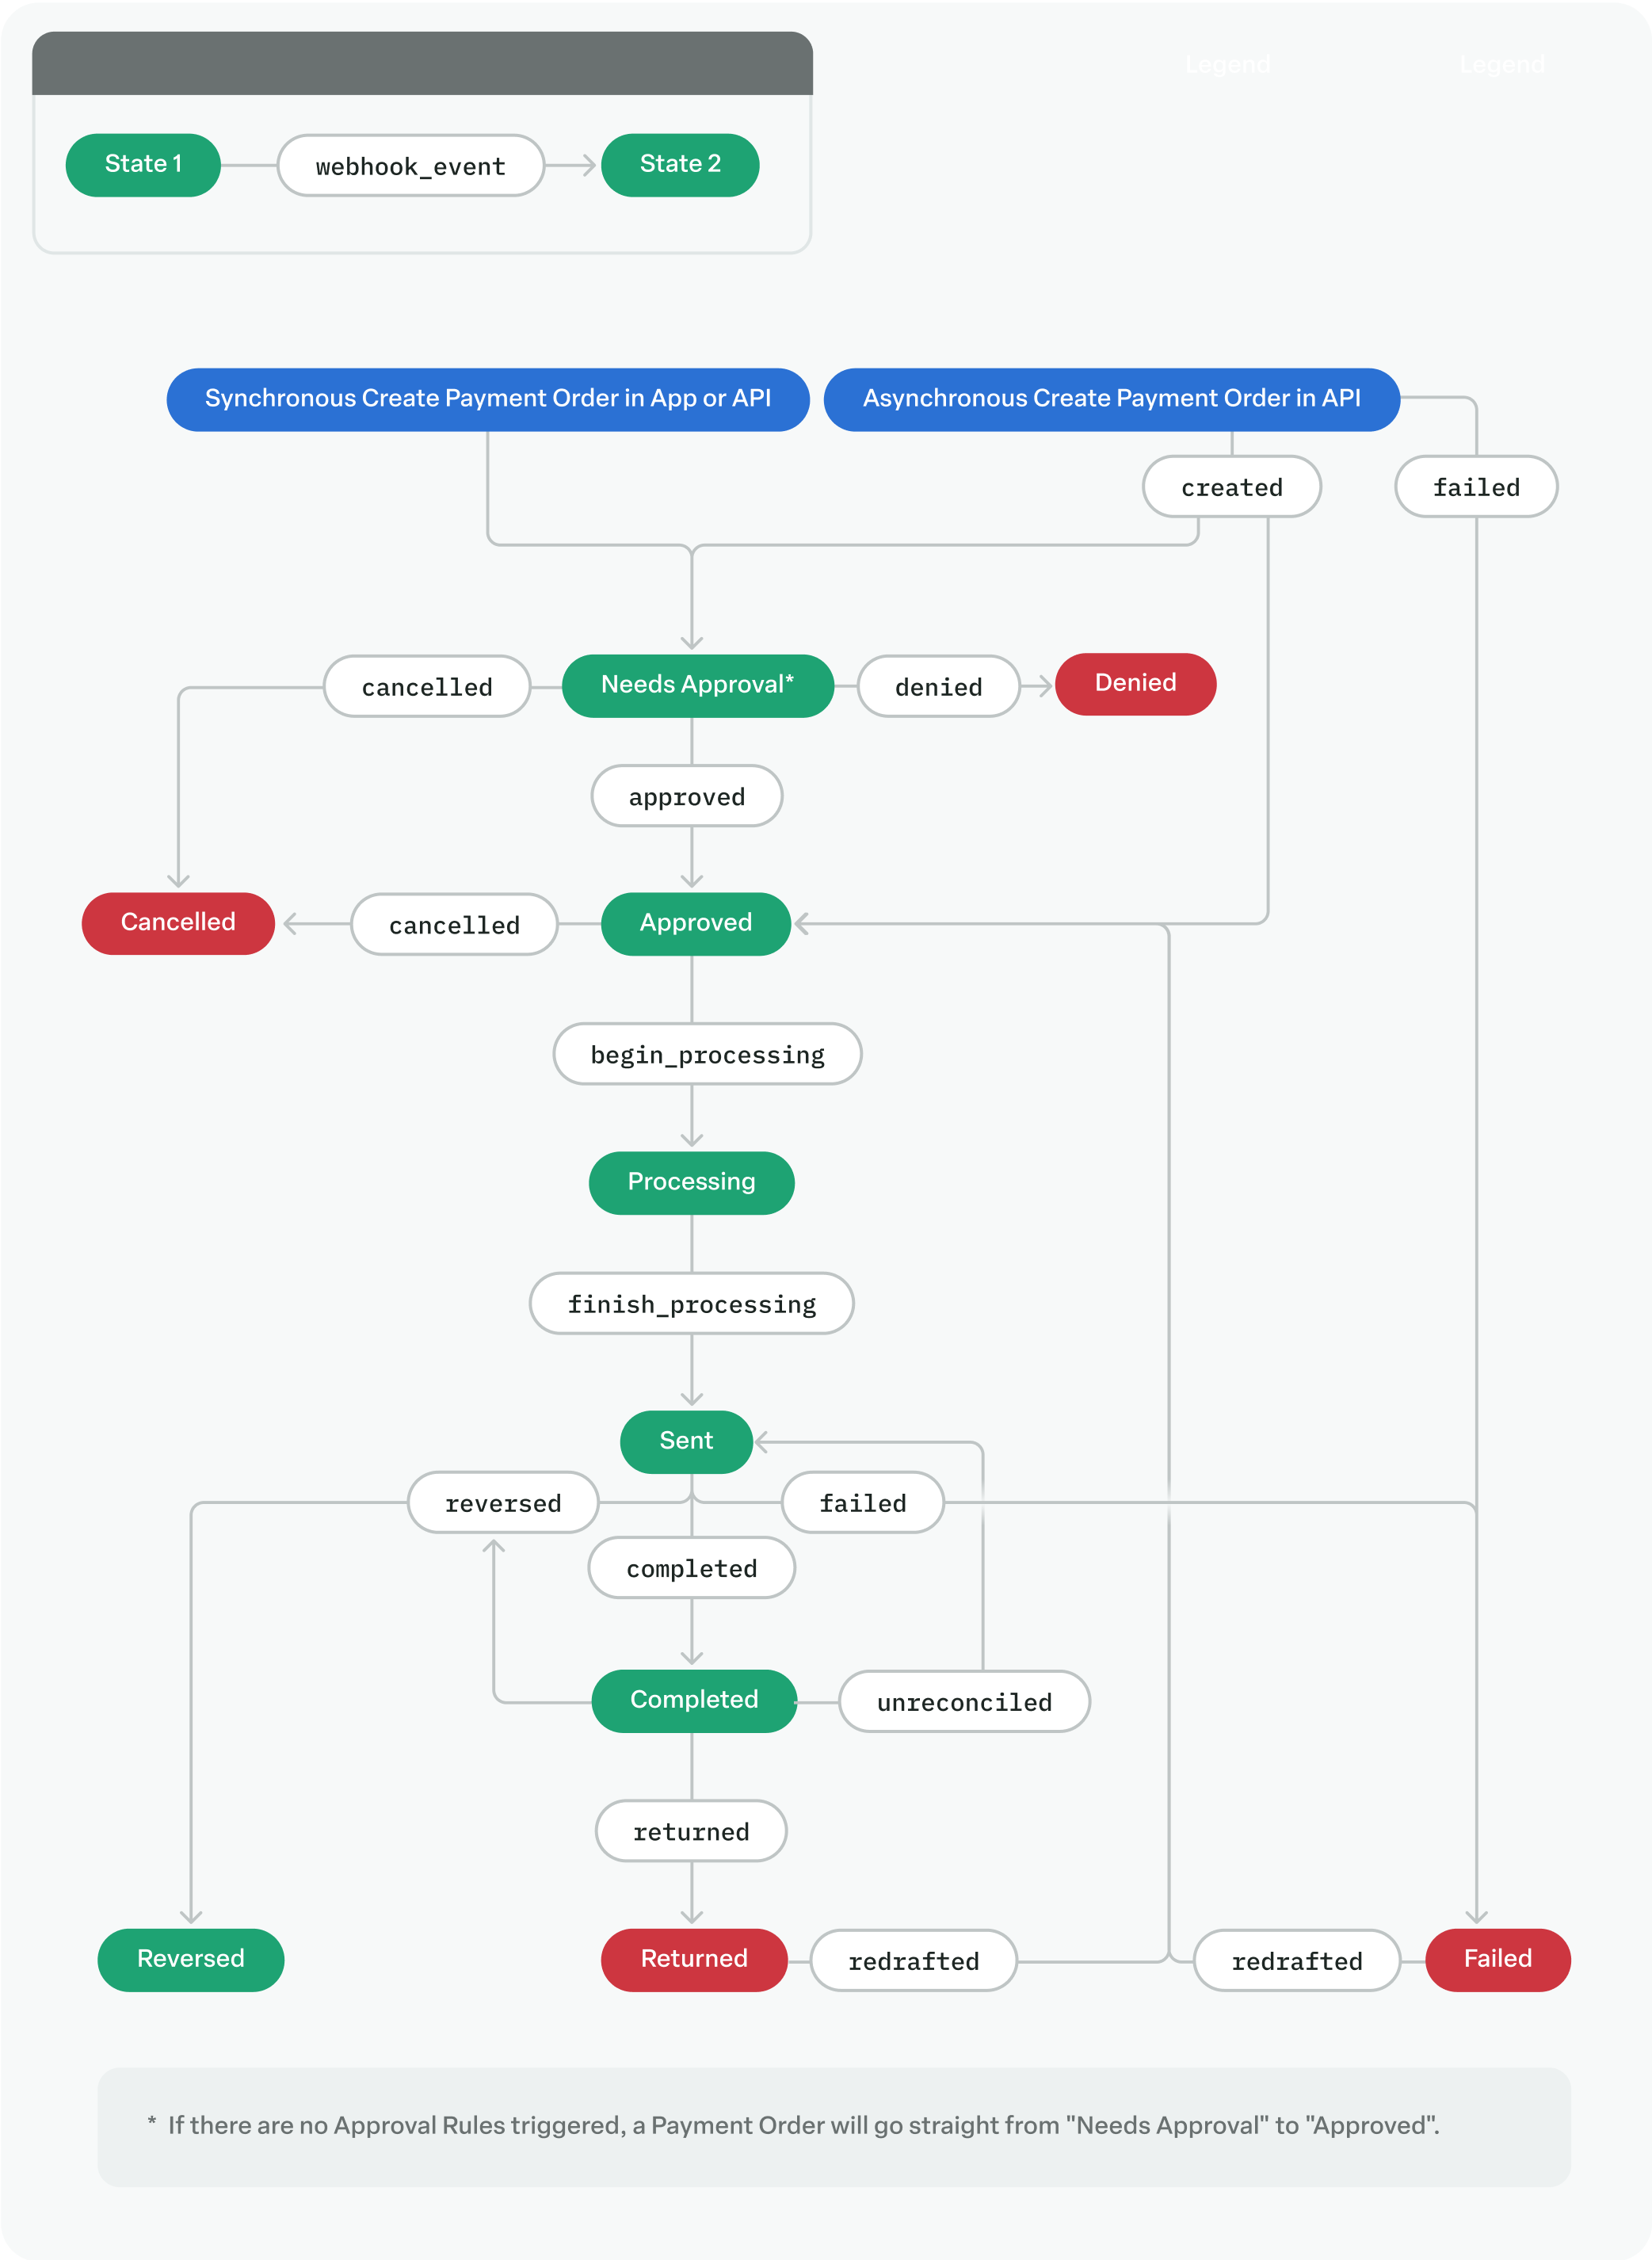 Legend
Legend
State 1
webhook_event
State 2
Synchronous Create Payment Order in App or API
Asynchronous Create Payment Order in API
created
failed
cancelled
Needs Approval*
denied
Denied
approved
Cancelled
cancelled
Approved
begin_processing
Processing
finish_processing
Sent
reversed
failed
completed
Completed
unreconciled
returned
Reversed
Returned
redrafted
redrafted
Failed
* If there are no Approval Rules triggered, a Payment Order will go straight from "Needs Approval" to "Approved".